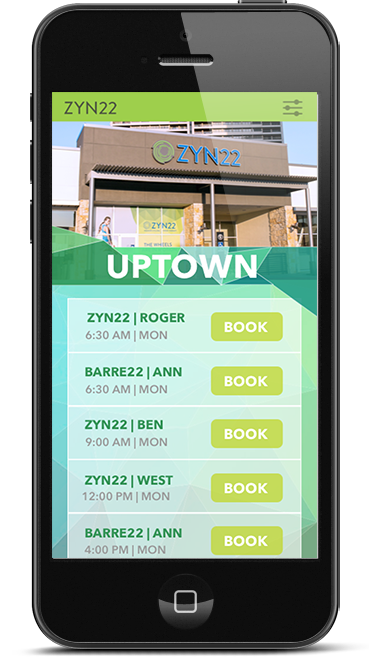 ZYN22
ZYN22
ZYN22
THE WHEELS
UPTOWN
ZYN22 | ROGER
6:30 AM | MON
BOOK
BARRE22 | ANN
6:30 AM | MON
BOOK
ZYN22 | BEN
9:00 AM | MON
BOOK
ZYN22 | WEST
12:00 PM | MON
BOOK
BARRE22 | ANN
4:00 PM | MON
BOOK